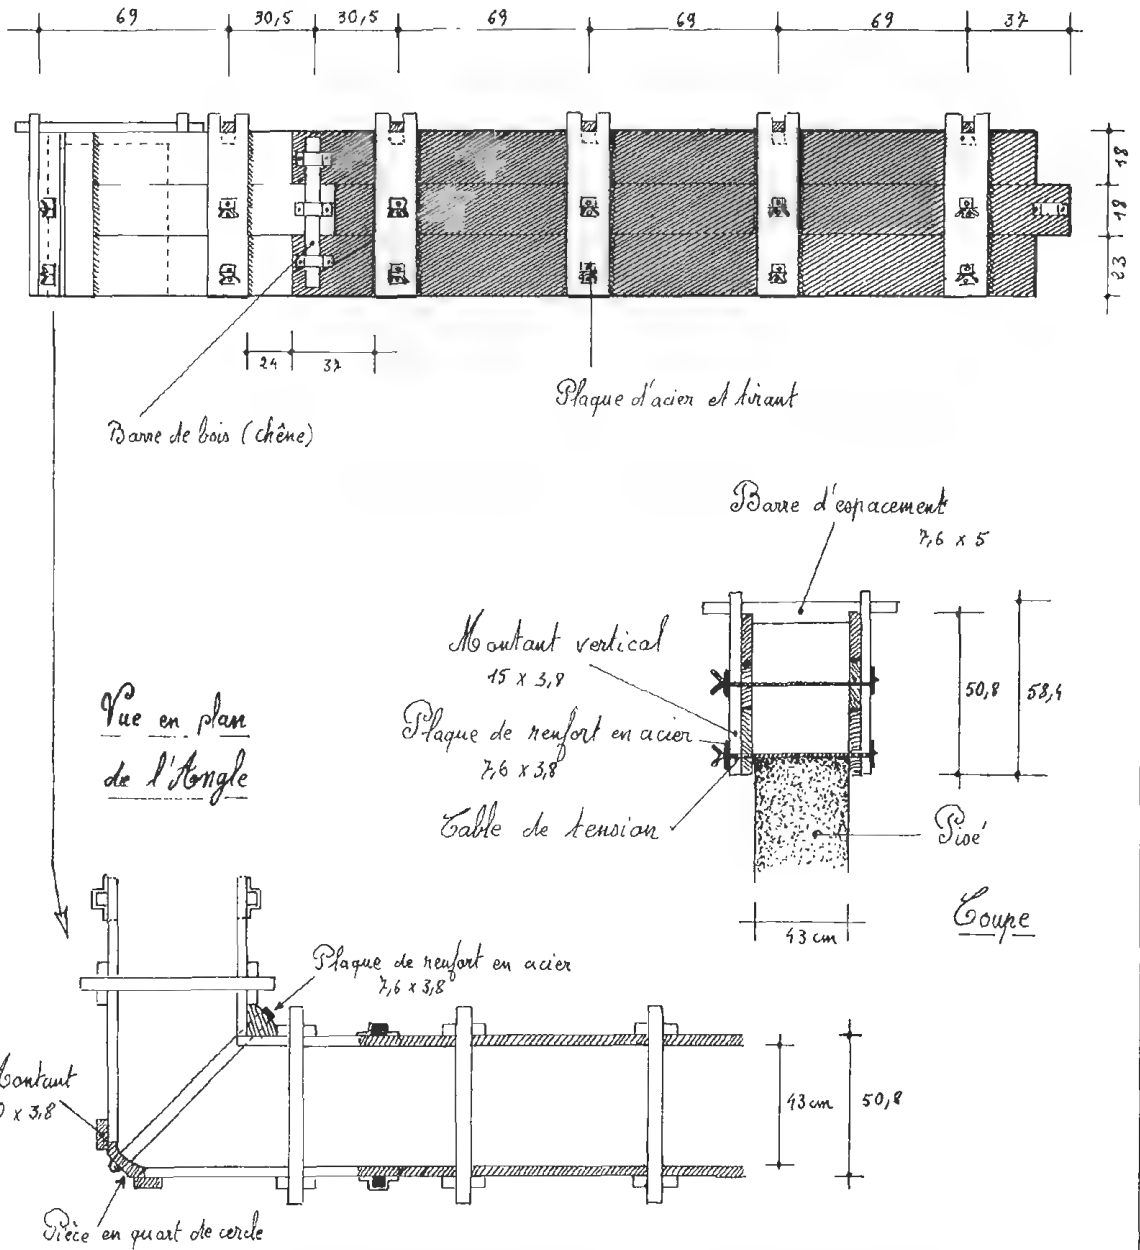 69 30,5 30,5 69 69 69 37
18
18
23
24 37
Plaque d'acier et tirant
Barre de bois (chêne)
Barre d'espacement
7,6 x 5
Montant vertical
15 x 3,8
Plaque de renfort en acier
7,6 x 3,8
Table de tension
50,8 58,4
Pisé
43 cm
Coupe
Vue en plan
de l'Angle
Plaque de renfort en acier
7,6 x 3,8
Montant
0 x 3,8
43 cm 50,8
Pièce en quart de cercle